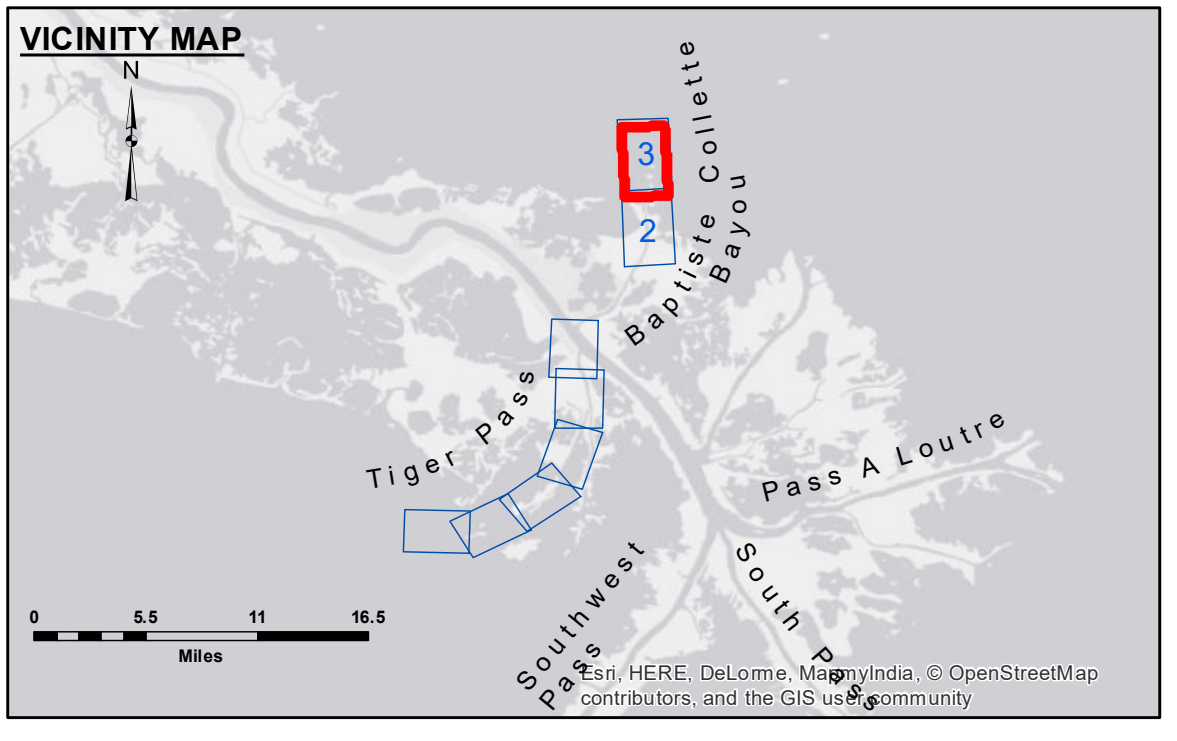 VICINITY MAP
N
3
2
Baptiste Collette
Bayou
Tiger Pass
Pass A Loutre
South Pass
Southwest
Pass
0 5.5 11 16.5
Miles
Esri, HERE, DeLorme, MapmyIndia, © OpenStreetMap
contributors, and the GIS user community